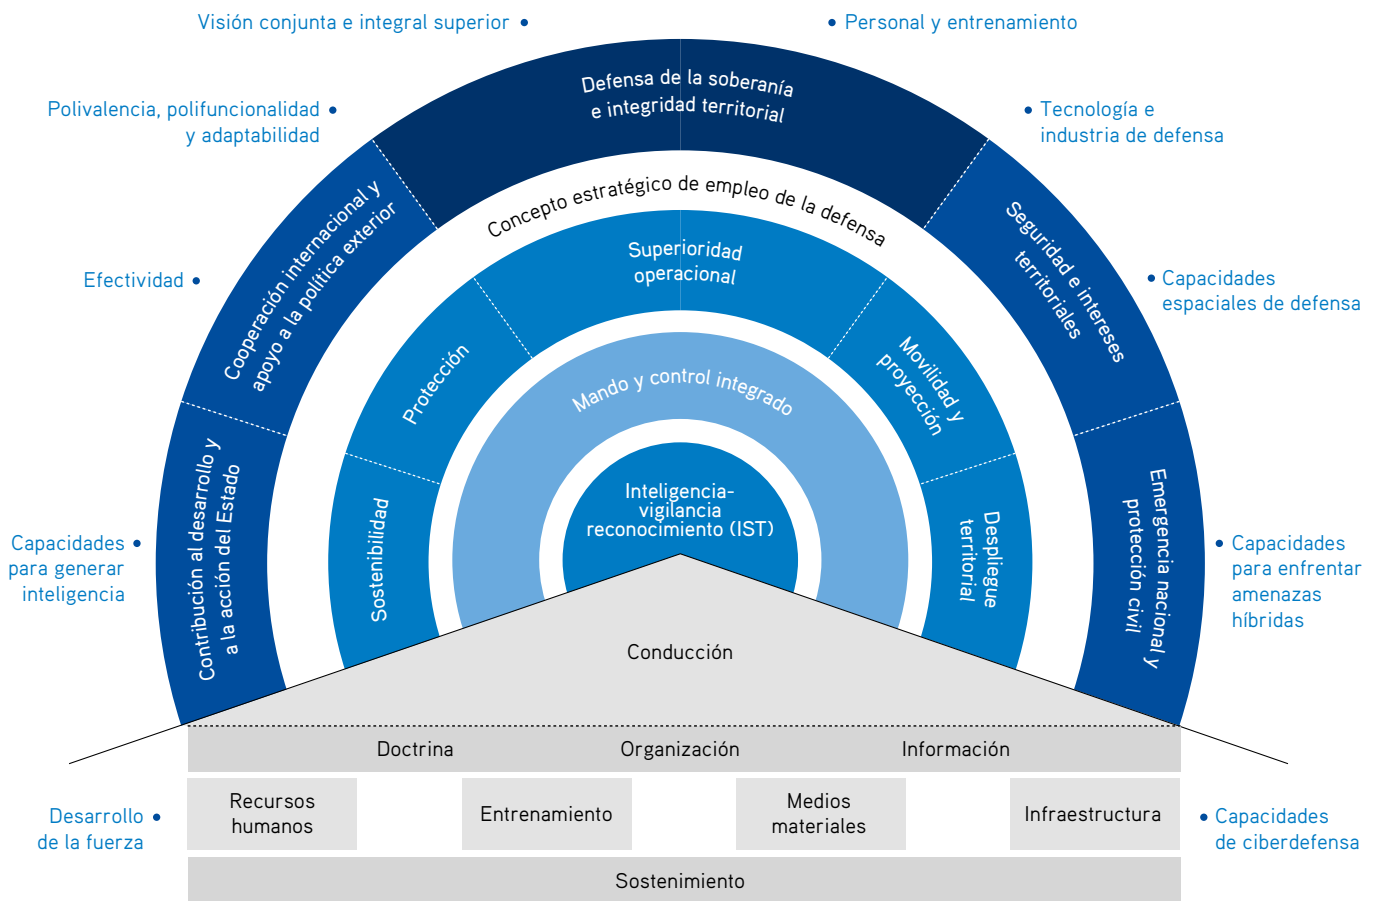 Visión conjunta e integral superior
Personal y entrenamiento
Polivalencia, polifuncionalidad
y adaptabilidad
Tecnología e
industria de defensa
Efectividad
Capacidades
espaciales de defensa
Capacidades
para generar
inteligencia
Capacidades
para enfrentar
amenazas
híbridas
Desarrollo
de la fuerza
Capacidades
de ciberdefensa
Defensa de la soberanía
e integridad territorial
Cooperación internacional y
apoyo a la política exterior
Seguridad e intereses
territoriales
Contribución al desarrollo y
a la acción del Estado
Emergencia nacional y
protección civil
Concepto estratégico de empleo de la defensa
Superioridad
operacional
Protección
Movilidad y
proyección
Sostenibilidad
Despliegue
territorial
Mando y control integrado
Inteligencia-
vigilancia
reconocimiento (IST)
Conducción
Doctrina
Organización
Información
Recursos
humanos
Entrenamiento
Medios
materiales
Infraestructura
Sostenimiento